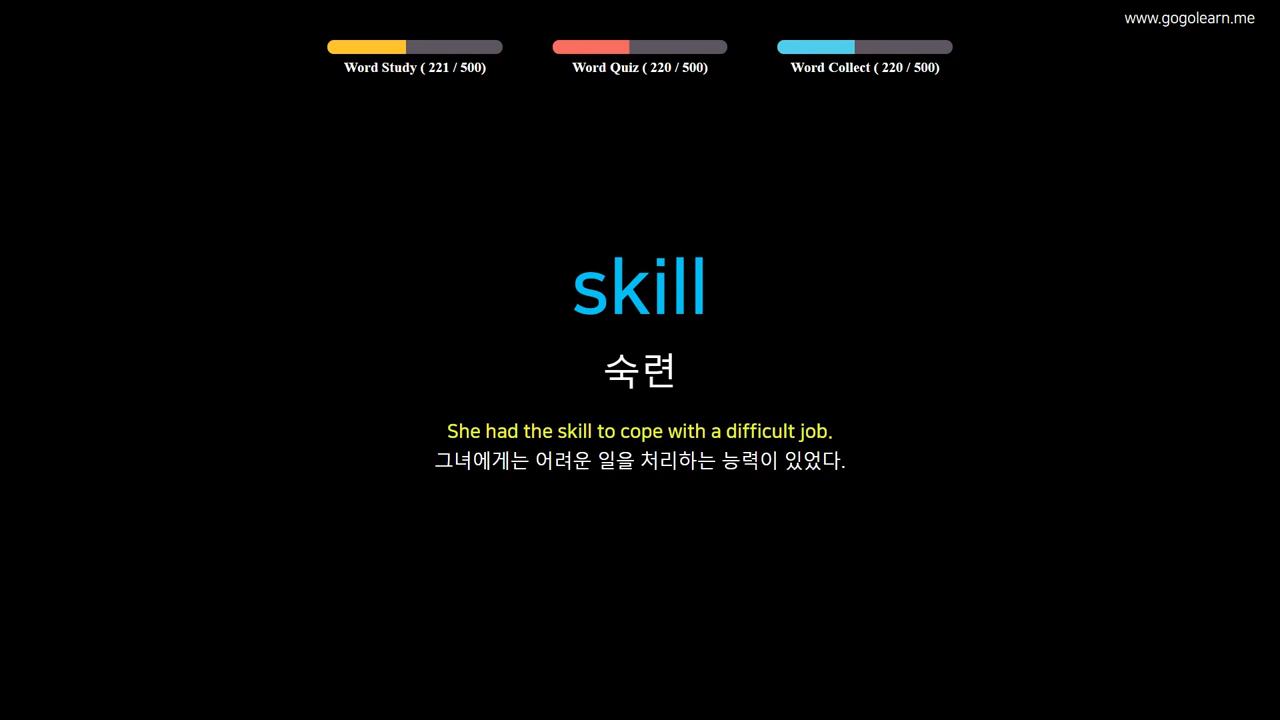 www.gogolearn.me
Word Study ( 221 / 500)
Word Quiz ( 220 / 500)
Word Collect ( 220 / 500)
skill
숙련
She had the skill to cope with a difficult job.
그녀에게는 어려운 일을 처리하는 능력이 있었다.